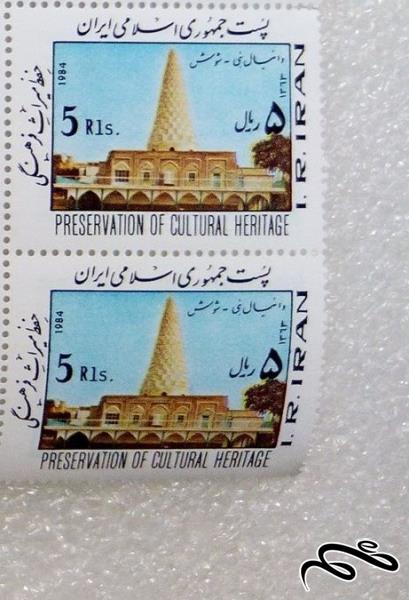 پست جمهوری اسلامی ایران
دانیال نبی - شوش
1984
۱۳۶۳
حفظ میراث فرهنگی
5 Rls.
۵ ریال
I. R. IRAN
PRESERVATION OF CULTURAL HERITAGE
پست جمهوری اسلامی ایران
دانیال نبی - شوش
1984
۱۳۶۳
حفظ میراث فرهنگی
5 Rls.
۵ ریال
I. R. IRAN
PRESERVATION OF CULTURAL HERITAGE